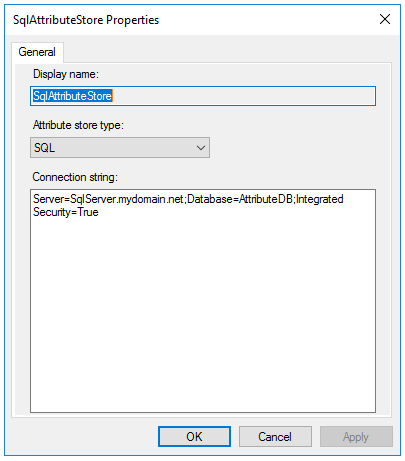 SqlAttributeStore Properties
General
Display name:
SqlAttributeStore
Attribute store type:
SQL
Connection string:
Server=SqlServer.mydomain.net;Database=AttributeDB;Integrated
Security=True
OK
Cancel
Apply